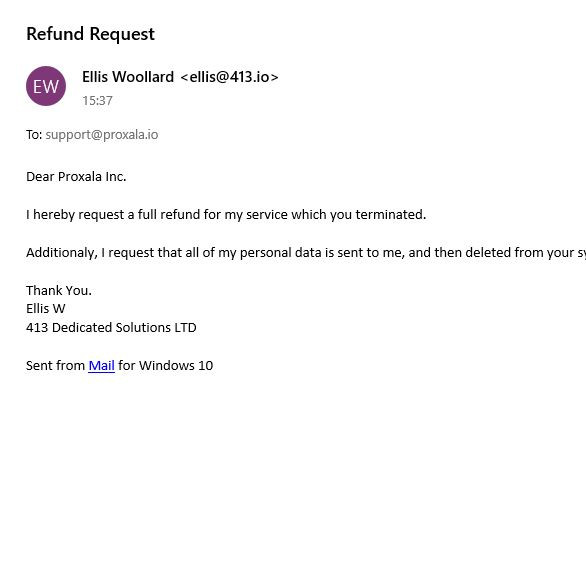 Refund Request
EW
Ellis Woollard <ellis@413.io>
15:37
To: support@proxala.io
Dear Proxala Inc.
I hereby request a full refund for my service which you terminated.
Additionaly, I request that all of my personal data is sent to me, and then deleted from your
Thank You.
Ellis W
413 Dedicated Solutions LTD
Sent from Mail for Windows 10